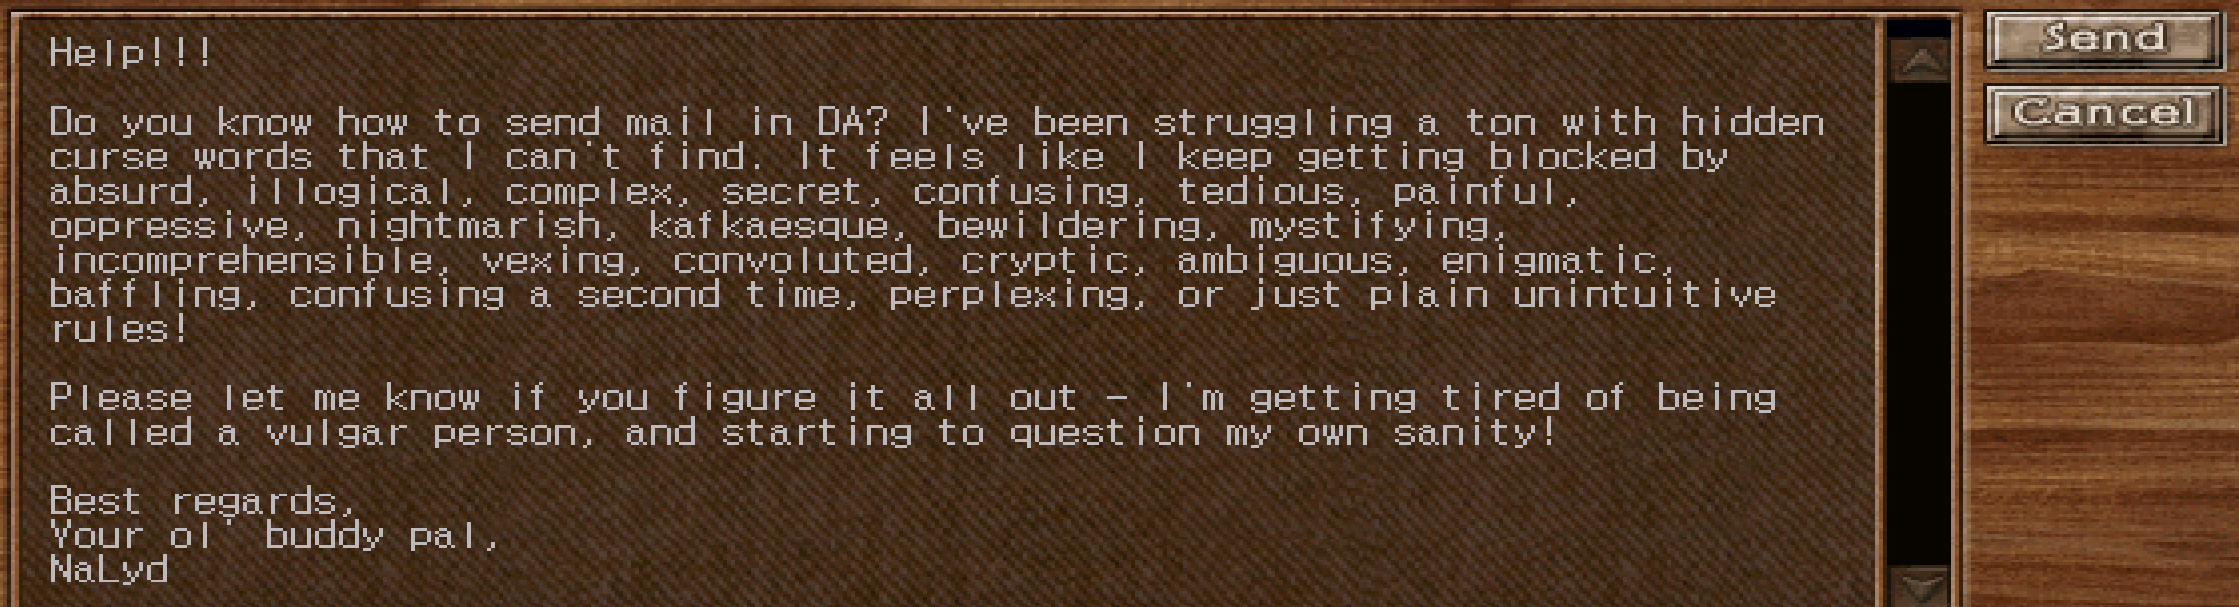 Help!!!
Do you know how to send mail in DA? I've been struggling a ton with hidden
curse words that I can't find. It feels like I keep getting blocked by
absurd, illogical, complex, secret, confusing, tedious, painful,
oppressive, nightmarish, kafkaesque, bewildering, mystifying,
incomprehensible, vexing, convoluted, cryptic, ambiguous, enigmatic,
baffling, confusing a second time, perplexing, or just plain unintuitive
rules!
Please let me know if you figure it all out - I'm getting tired of being
called a vulgar person, and starting to question my own sanity!
Best regards,
Your ol' buddy pal,
NaLyd
Send
Cancel